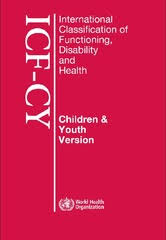 ICF-CY
International
Classification of
Functioning,
Disability
and
Health
Children &
Youth
Version
World Health
Organization